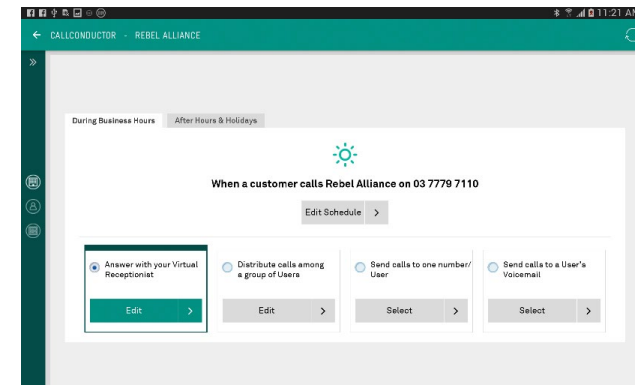 11:21 AM
CALLCONDUCTOR - REBEL ALLIANCE
During Business Hours
After Hours & Holidays
When a customer calls Rebel Alliance on 03 7779 7110
Edit Schedule
Answer with your Virtual
Receptionist
Edit
Distribute calls among
a group of Users
Edit
Send calls to one number/
User
Select
Send calls to a User's
Voicemail
Select